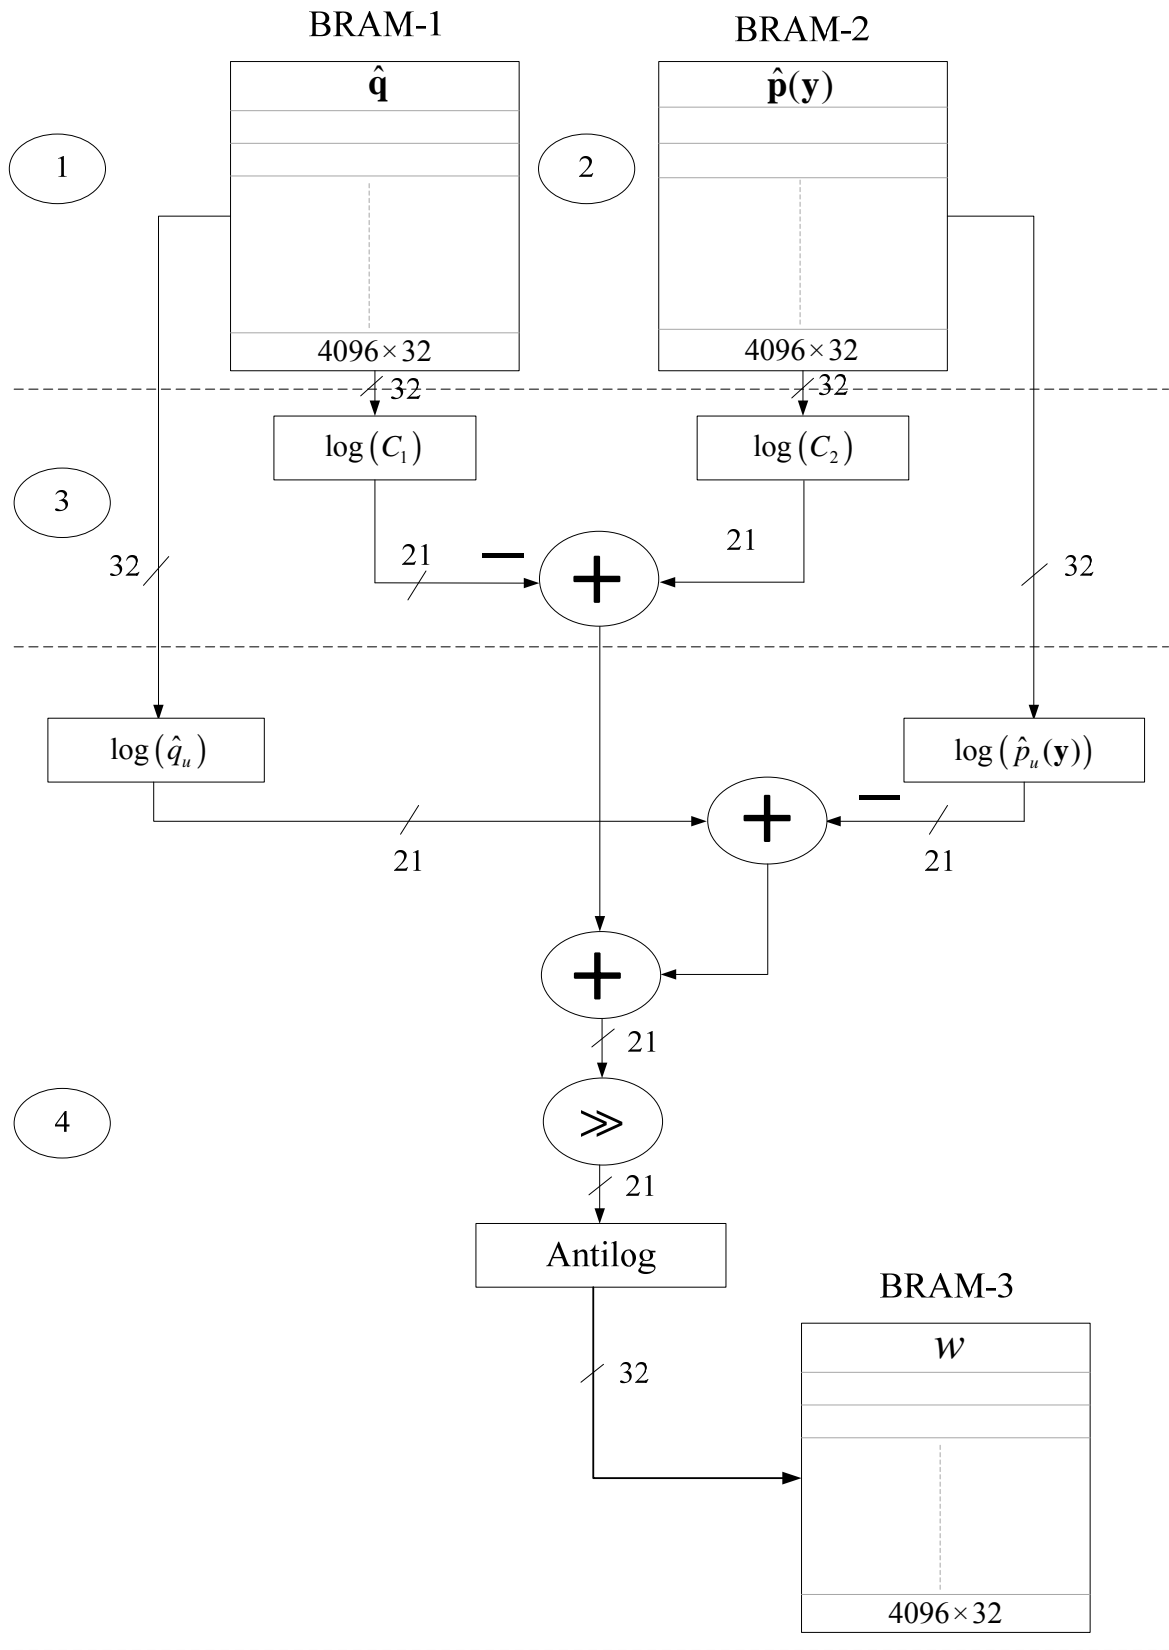 BRAM-1
BRAM-2
q̂
p̂(y)
1
2
4096×32
4096×32
32
32
log(C₁)
log(C₂)
3
21
−
+
21
32
32
log(q̂ᵤ)
log(p̂ᵤ(y))
+
−
21
21
+
21
4
≫
21
Antilog
BRAM-3
w
32
4096×32